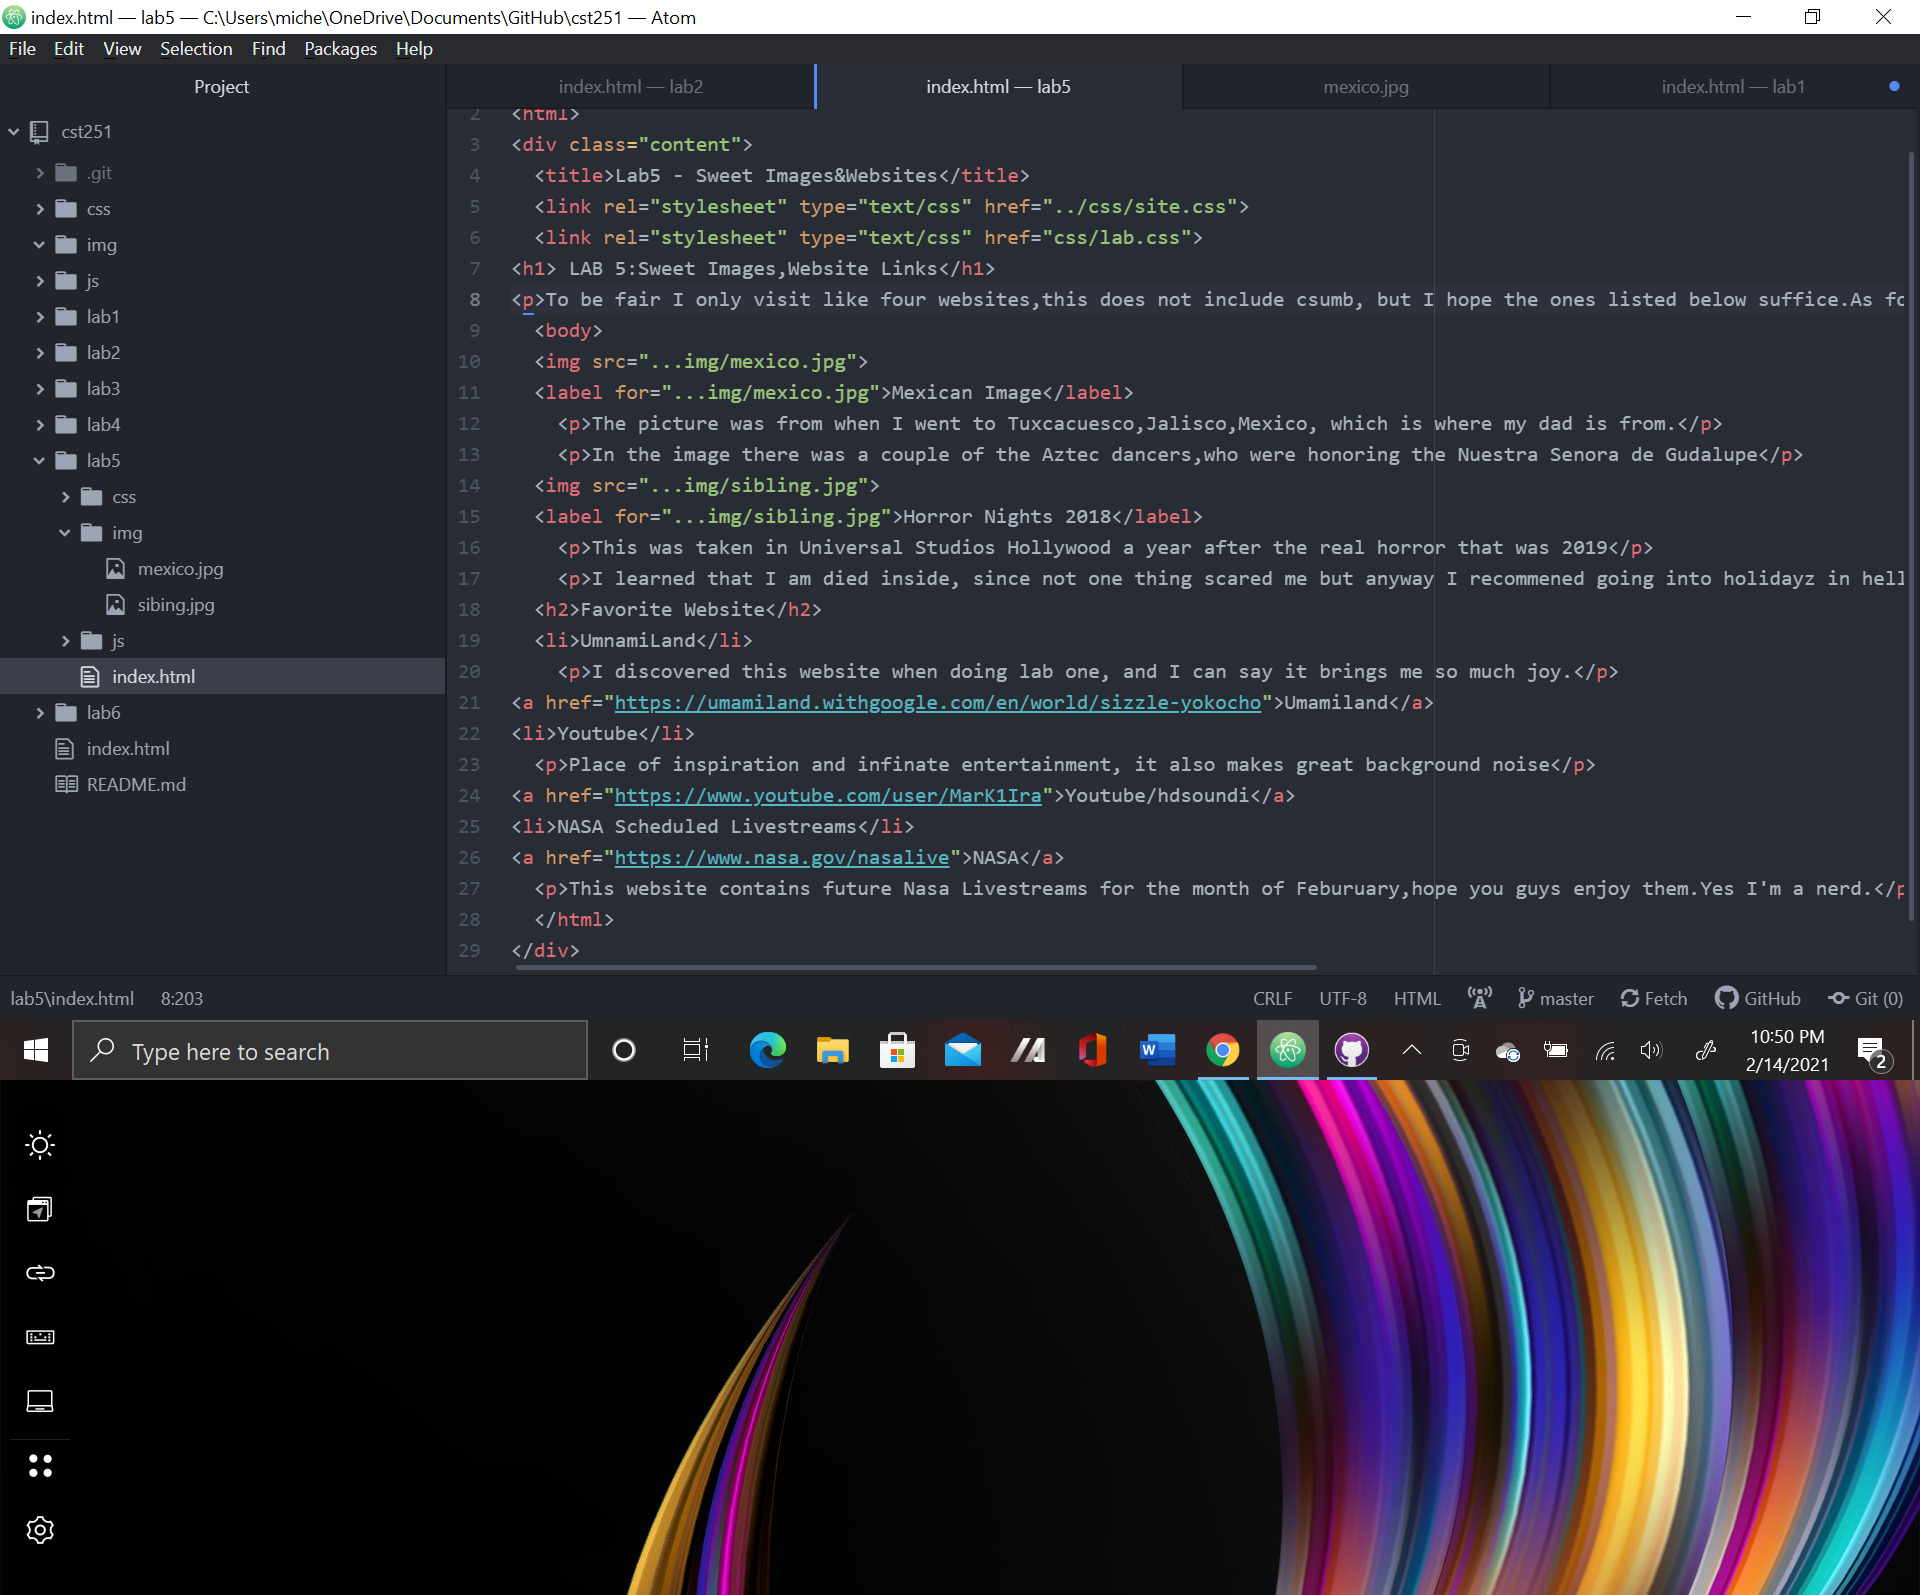 index.html — lab5 — C:\Users\miche\OneDrive\Documents\GitHub\cst251 — Atom
File Edit View Selection Find Packages Help
Project
index.html — lab2
index.html — lab5
mexico.jpg
index.html — lab1
cst251
.git
css
img
js
lab1
lab2
lab3
lab4
lab5
css
img
mexico.jpg
sibing.jpg
js
index.html
lab6
index.html
README.md
2 <html>
3 <div class="content">
4 <title>Lab5 - Sweet Images&Websites</title>
5 <link rel="stylesheet" type="text/css" href="../css/site.css">
6 <link rel="stylesheet" type="text/css" href="css/lab.css">
7 <h1> LAB 5:Sweet Images,Website Links</h1>
8 <p>To be fair I only visit like four websites,this does not include csumb, but I hope the ones listed below suffice.As fo
9 <body>
10 <img src="...img/mexico.jpg">
11 <label for="...img/mexico.jpg">Mexican Image</label>
12 <p>The picture was from when I went to Tuxcacuesco,Jalisco,Mexico, which is where my dad is from.</p>
13 <p>In the image there was a couple of the Aztec dancers,who were honoring the Nuestra Senora de Gudalupe</p>
14 <img src="...img/sibling.jpg">
15 <label for="...img/sibling.jpg">Horror Nights 2018</label>
16 <p>This was taken in Universal Studios Hollywood a year after the real horror that was 2019</p>
17 <p>I learned that I am died inside, since not one thing scared me but anyway I recommened going into holidayz in hell
18 <h2>Favorite Website</h2>
19 <li>UmnamiLand</li>
20 <p>I discovered this website when doing lab one, and I can say it brings me so much joy.</p>
21 <a href="https://umamiland.withgoogle.com/en/world/sizzle-yokocho">Umamiland</a>
22 <li>Youtube</li>
23 <p>Place of inspiration and infinate entertainment, it also makes great background noise</p>
24 <a href="https://www.youtube.com/user/MarK1Ira">Youtube/hdsoundi</a>
25 <li>NASA Scheduled Livestreams</li>
26 <a href="https://www.nasa.gov/nasalive">NASA</a>
27 <p>This website contains future Nasa Livestreams for the month of Feburuary,hope you guys enjoy them.Yes I'm a nerd.</p
28 </html>
29 </div>
lab5\index.html 8:203 CRLF UTF-8 HTML master Fetch GitHub Git (0)
Type here to search
W
10:50 PM
2/14/2021
2